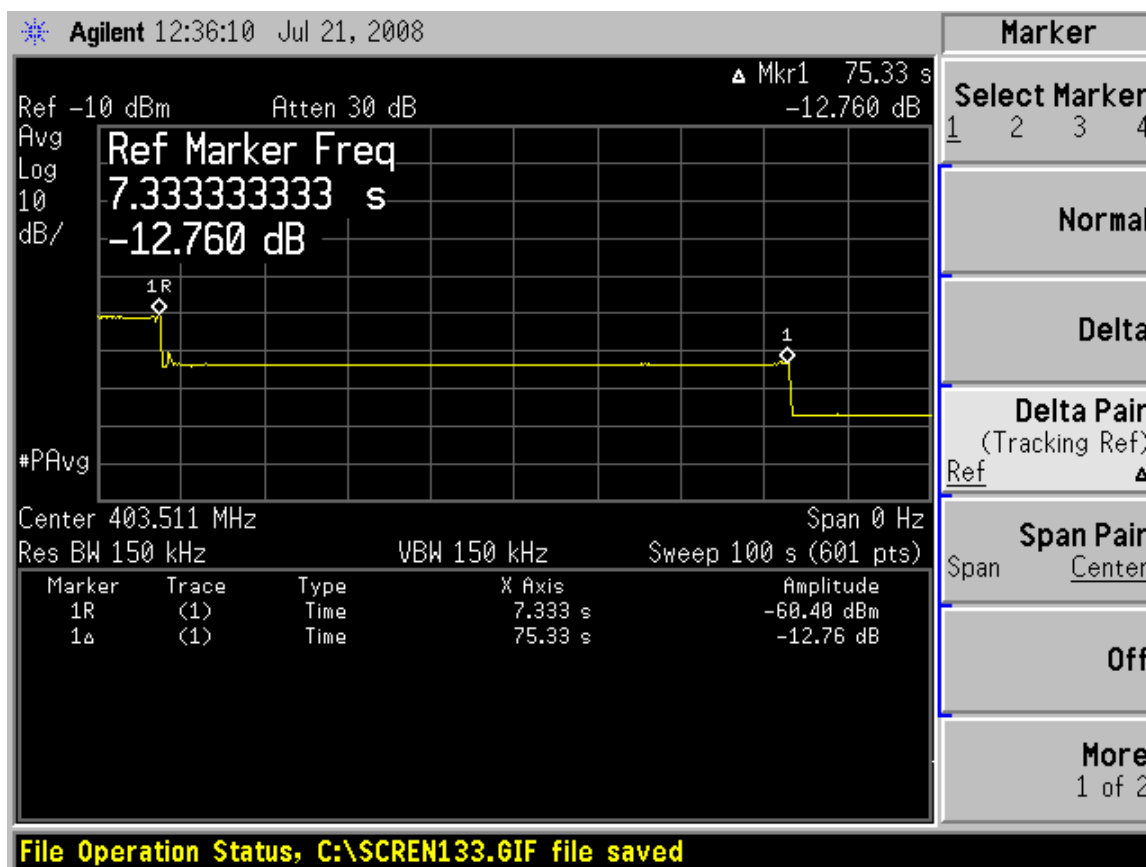 Agilent 12:36:10 Jul 21, 2008
Marker
Δ Mkr1 75.33 s
Ref -10 dBm Atten 30 dB -12.760 dB
Avg
Log
10
dB/
Ref Marker Freq
7.333333333 s
-12.760 dB
1R
1
#PAvg
Center 403.511 MHz Span 0 Hz
Res BW 150 kHz VBW 150 kHz Sweep 100 s (601 pts)
Marker Trace Type X Axis Amplitude
1R (1) Time 7.333 s -60.40 dBm
1Δ (1) Time 75.33 s -12.76 dB
Select Marker
1 2 3 4
Normal
Delta
Delta Pair
(Tracking Ref)
Ref Δ
Span Pair
Span Center
Off
More
1 of 2
File Operation Status, C:\SCREN133.GIF file saved